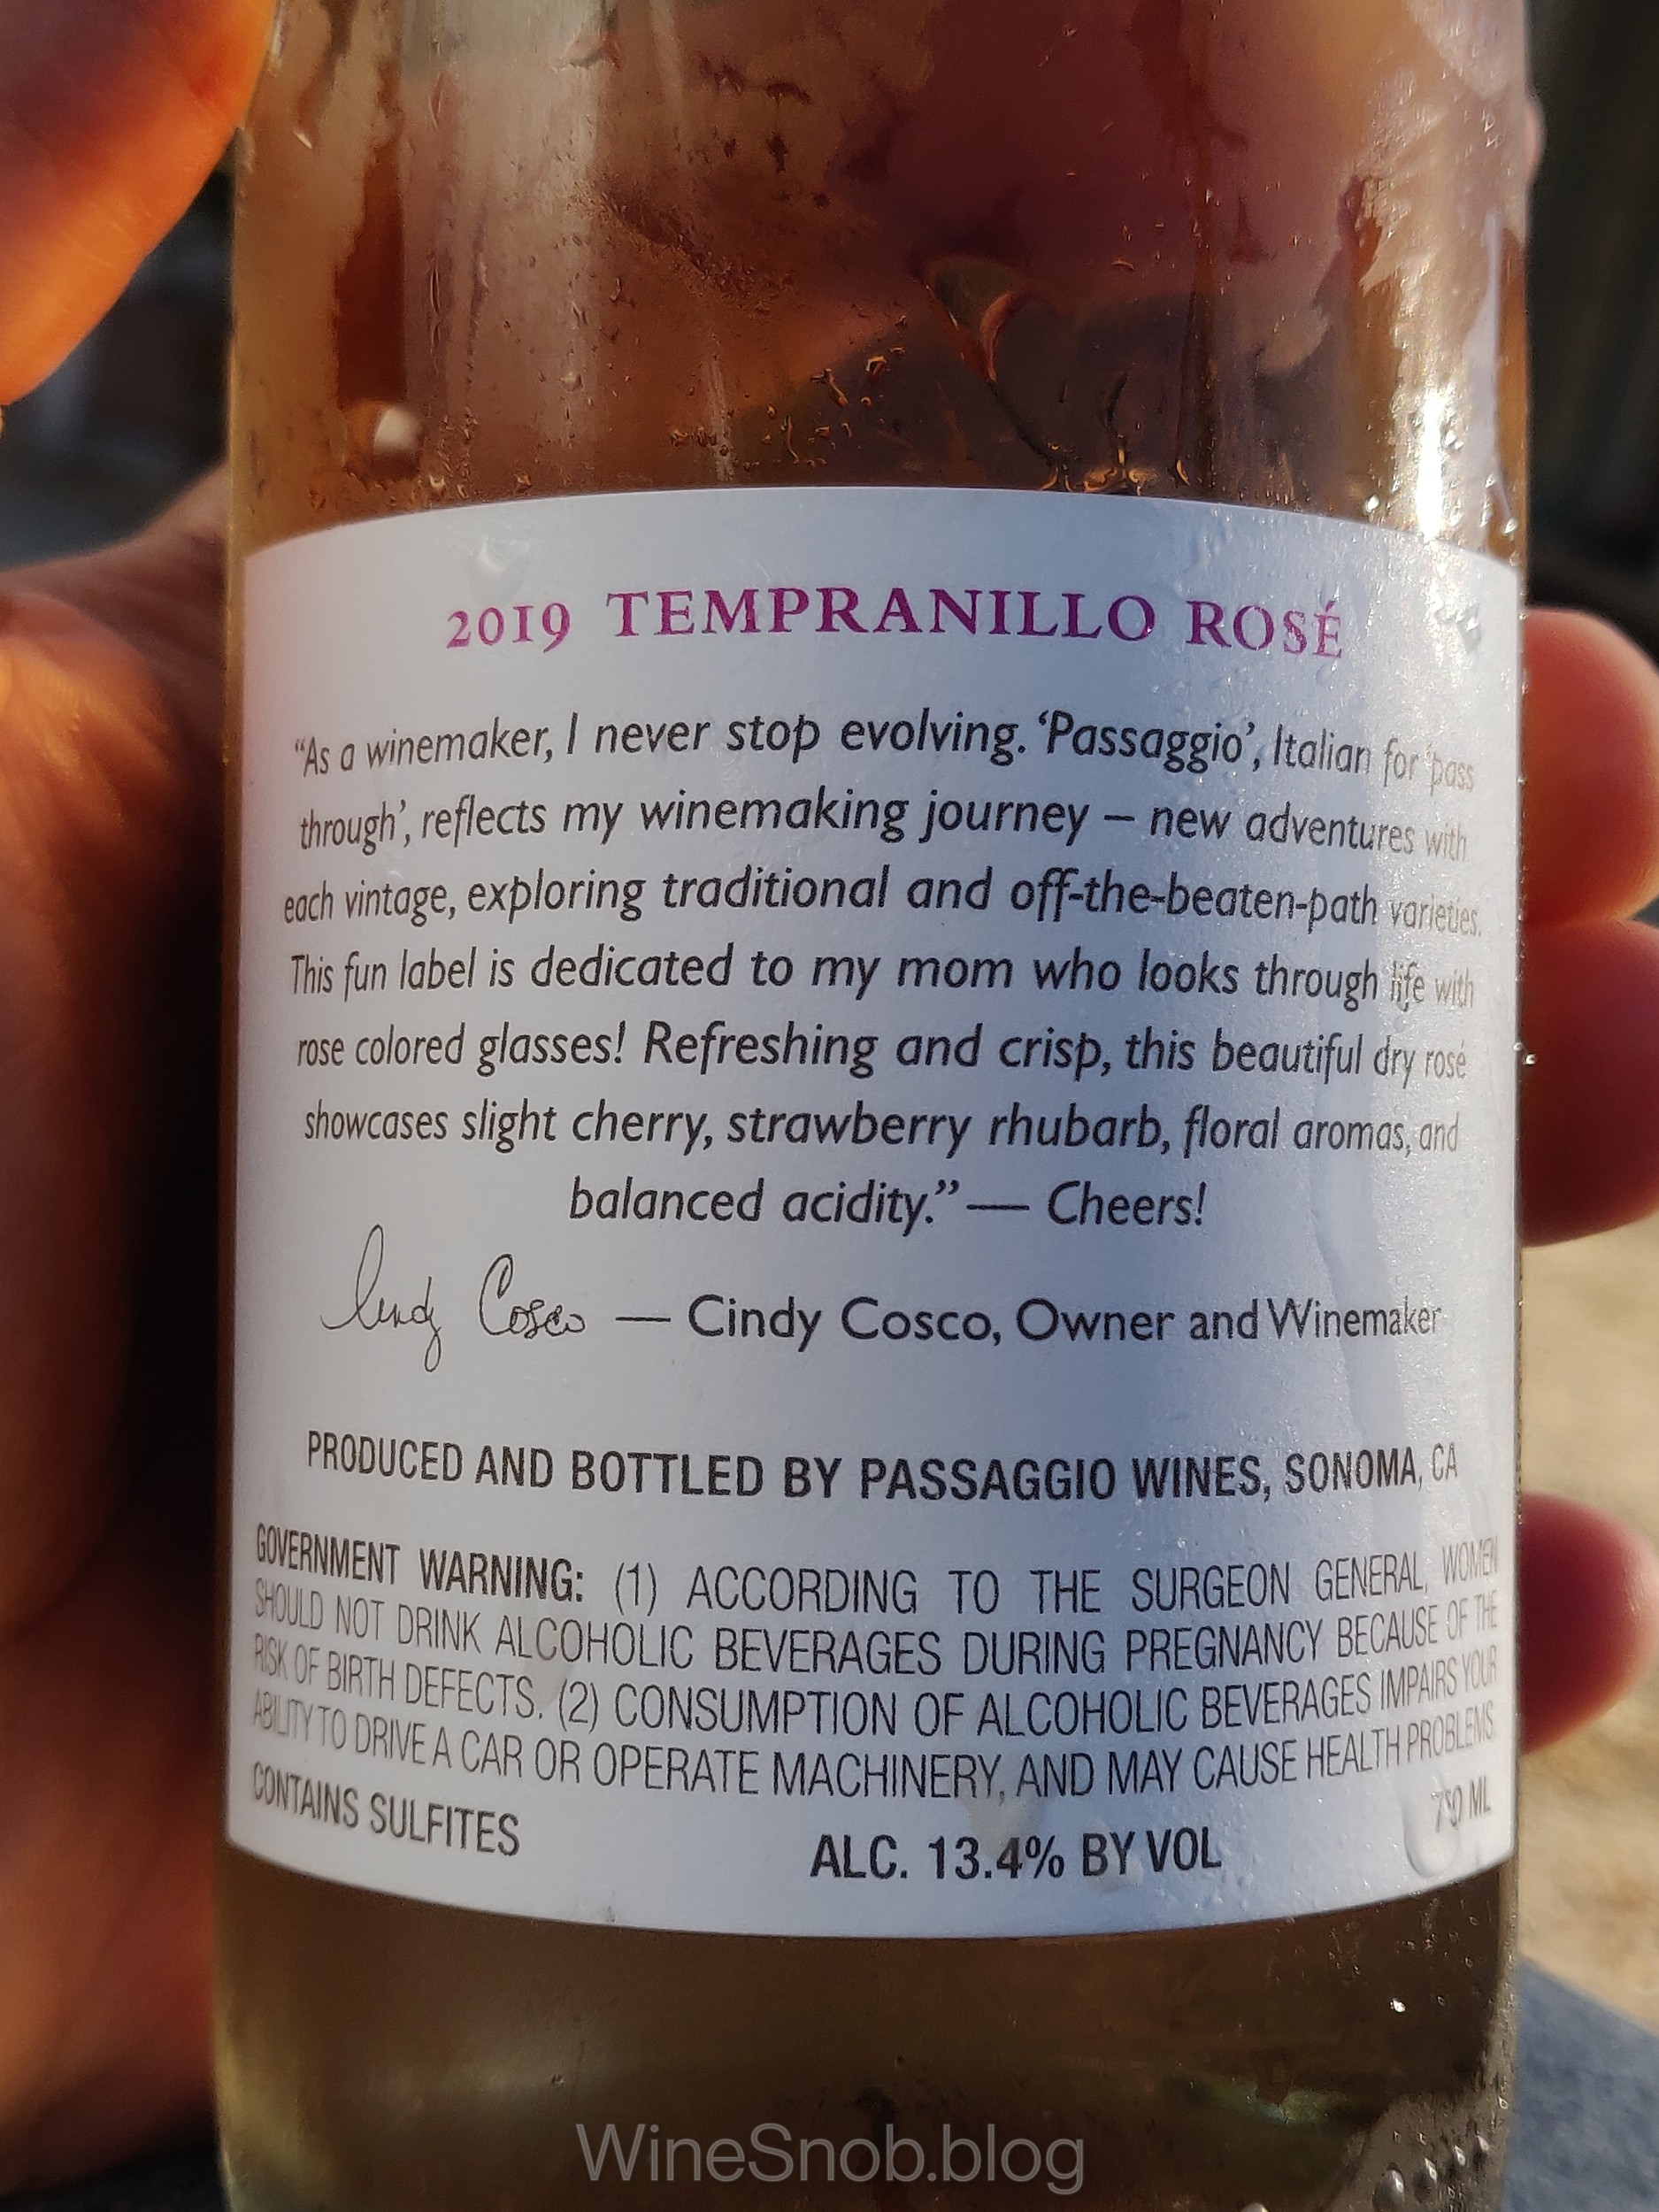 2019 TEMPRANILLO ROSÉ
“As a winemaker, I never stop evolving. ‘Passaggio’, Italian for ‘pass
through’, reflects my winemaking journey – new adventures with
each vintage, exploring traditional and off-the-beaten-path varieties.
This fun label is dedicated to my mom who looks through life with
rose colored glasses! Refreshing and crisp, this beautiful dry rosé
showcases slight cherry, strawberry rhubarb, floral aromas, and
balanced acidity.” — Cheers!
Cindy Cosco — Cindy Cosco, Owner and Winemaker
PRODUCED AND BOTTLED BY PASSAGGIO WINES, SONOMA, CA
GOVERNMENT WARNING: (1) ACCORDING TO THE SURGEON GENERAL, WOMEN
SHOULD NOT DRINK ALCOHOLIC BEVERAGES DURING PREGNANCY BECAUSE OF THE
RISK OF BIRTH DEFECTS. (2) CONSUMPTION OF ALCOHOLIC BEVERAGES IMPAIRS YOUR
ABILITY TO DRIVE A CAR OR OPERATE MACHINERY, AND MAY CAUSE HEALTH PROBLEMS.
CONTAINS SULFITES ALC. 13.4% BY VOL 750 ML
WineSnob.blog